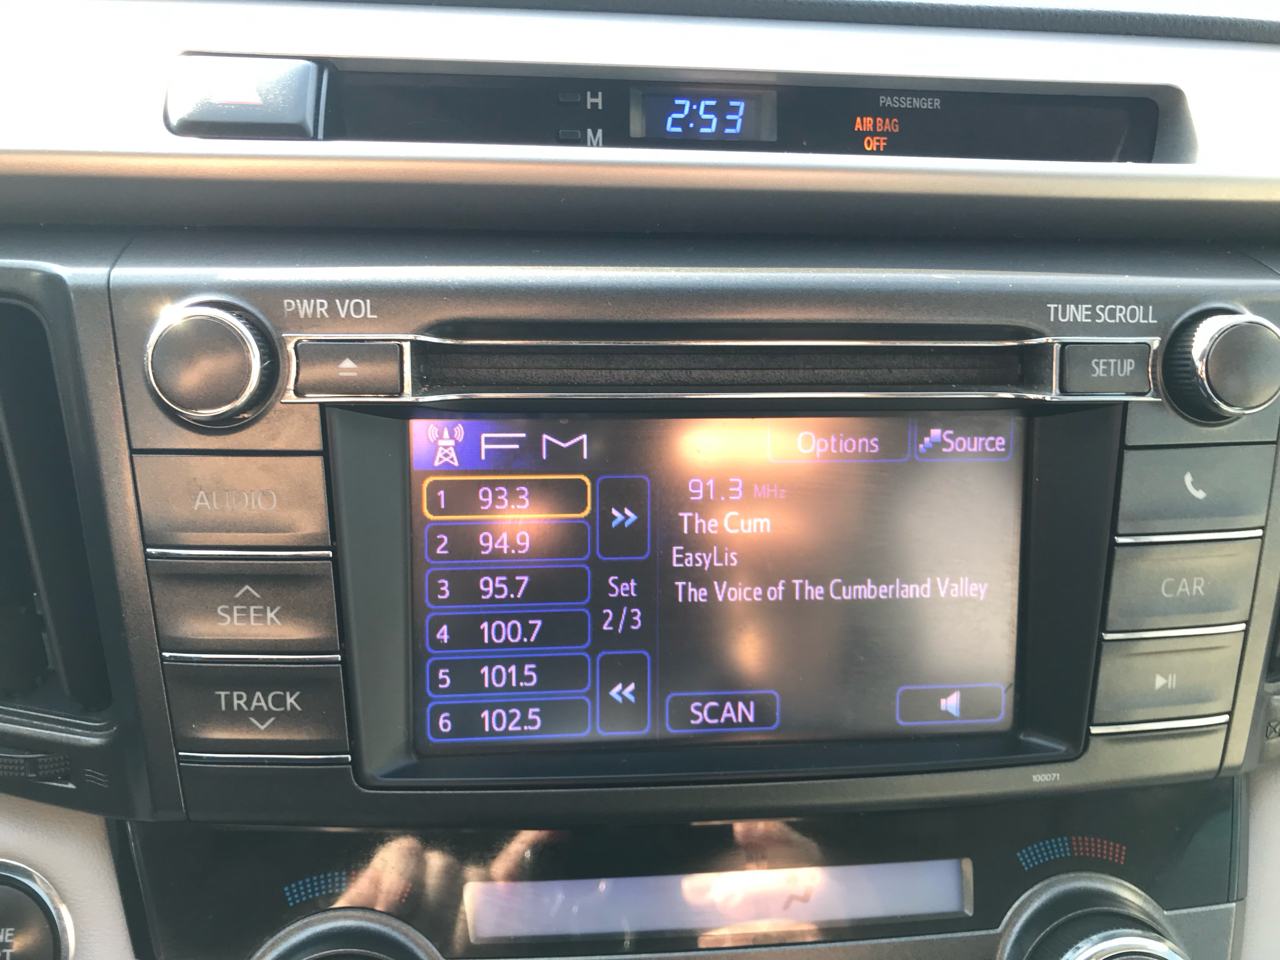 H
M
2:53
PASSENGER
AIR BAG
OFF
PWR VOL
TUNE SCROLL
SETUP
FM
Options
Source
AUDIO
SEEK
TRACK
1 93.3
2 94.9
3 95.7
4 100.7
5 101.5
6 102.5
Set
2/3
91.3 MHz
The Cum
EasyLis
The Voice of The Cumberland Valley
SCAN
CAR
100071